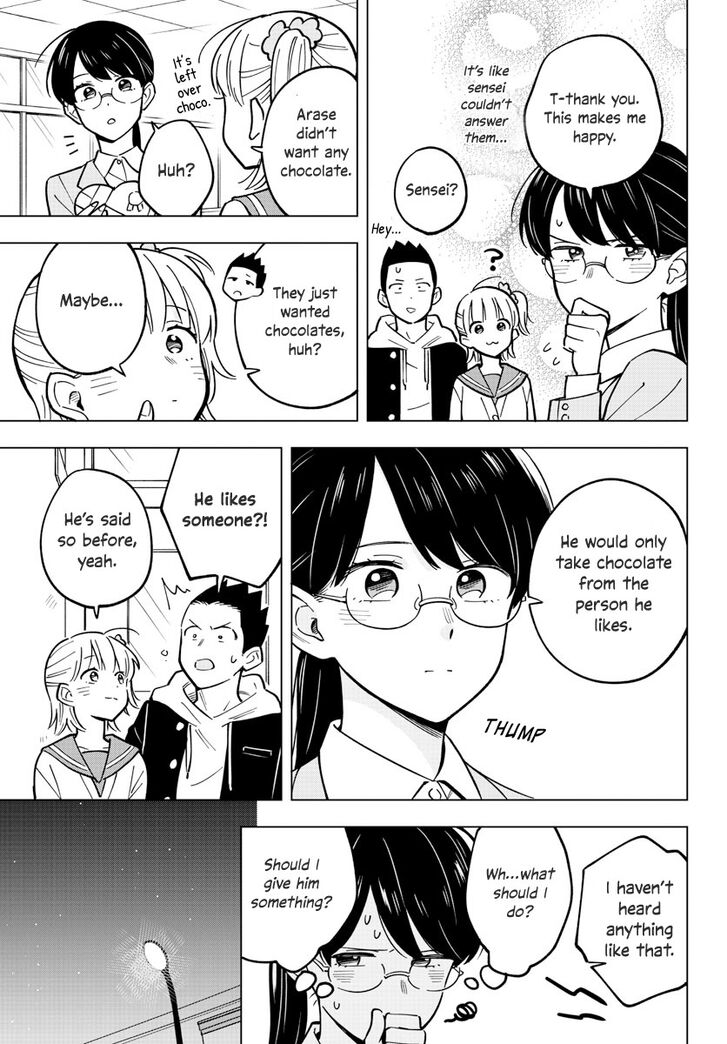 T-thank you.
This makes me
happy.
It's like
sensei
couldn't
answer
them...
Sensei?
Hey...
?
Arase
didn't
want any
chocolate.
It's
left
over
choco.
Huh?
They just
wanted
chocolates,
huh?
Maybe...
He would only
take chocolate
from the
person he
likes.
THUMP
He likes
someone?!
He's said
so before,
yeah.
I haven't
heard
anything
like that.
Wh...what
should I
do?
Should I
give him
something?